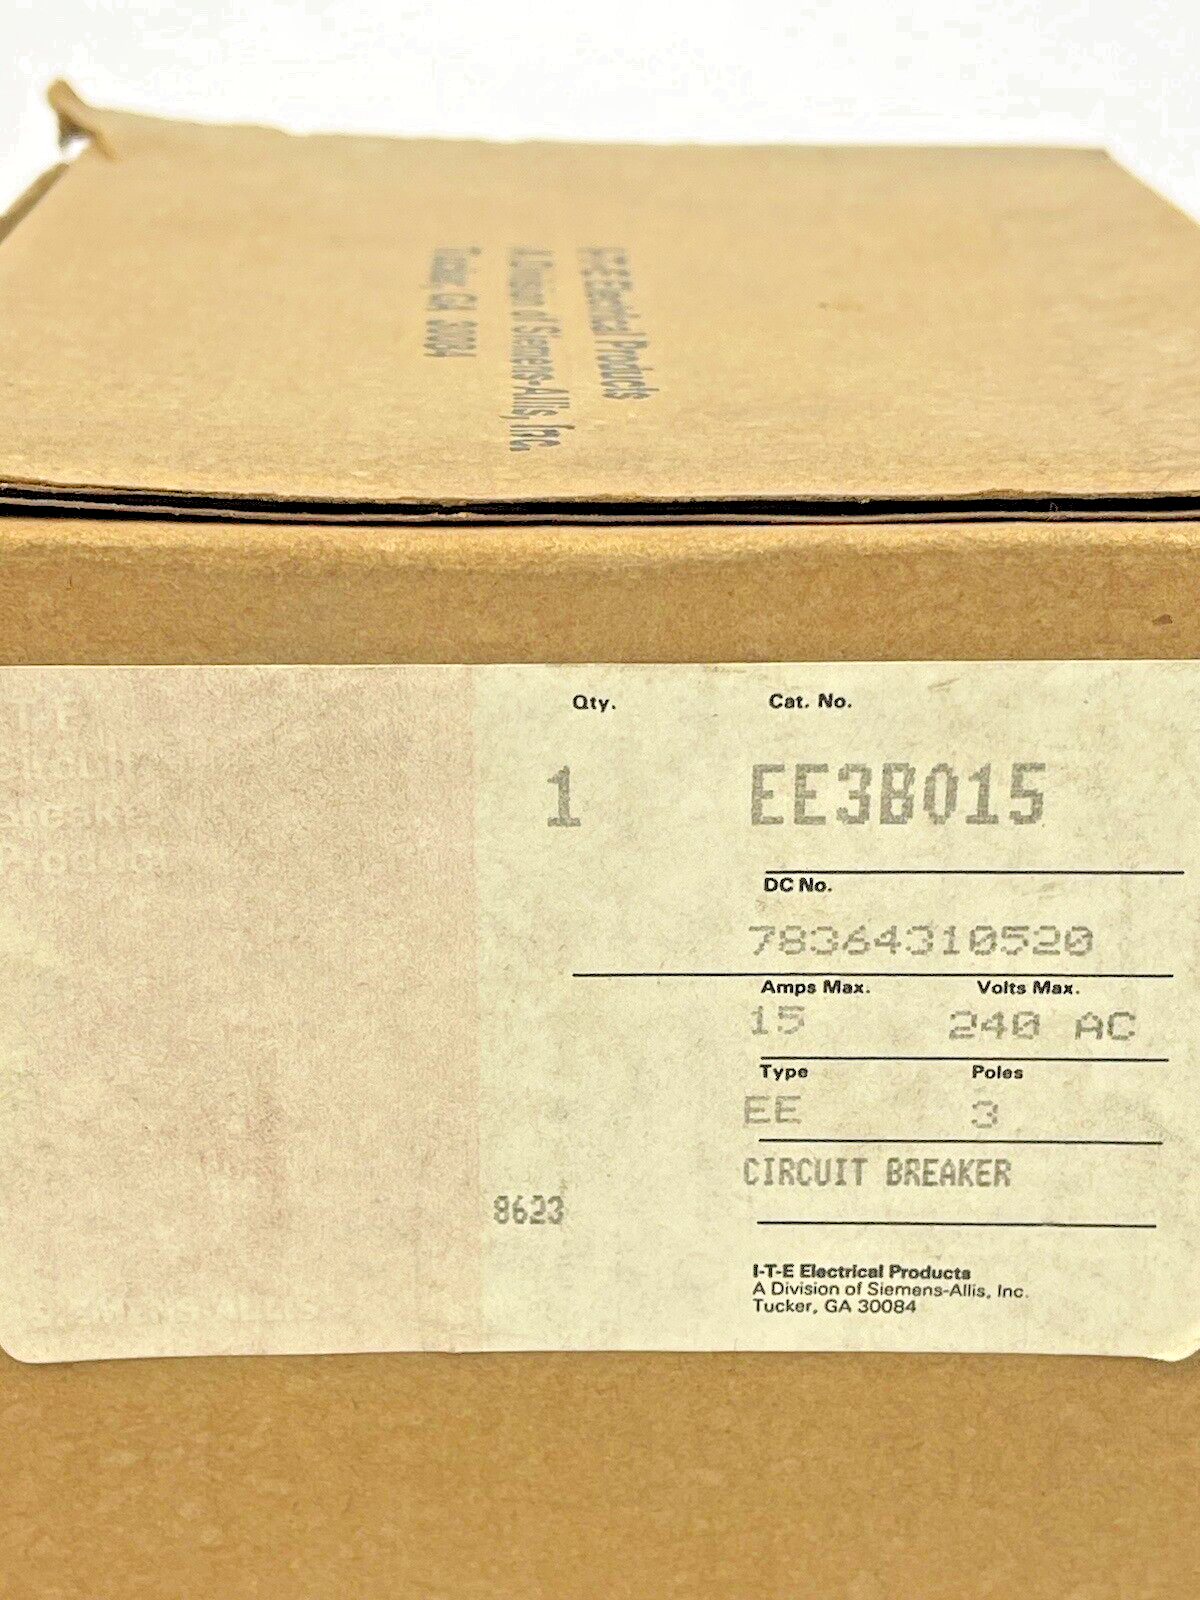 I-T-E Electrical Products
A Division of Siemens-Allis, Inc.
Tucker, GA 30084
Qty. Cat. No.
1 EE3B015
DC No.
78364310520
Amps Max. Volts Max.
15 240 AC
Type Poles
EE 3
CIRCUIT BREAKER
8623
I-T-E Electrical Products
A Division of Siemens-Allis, Inc.
Tucker, GA 30084